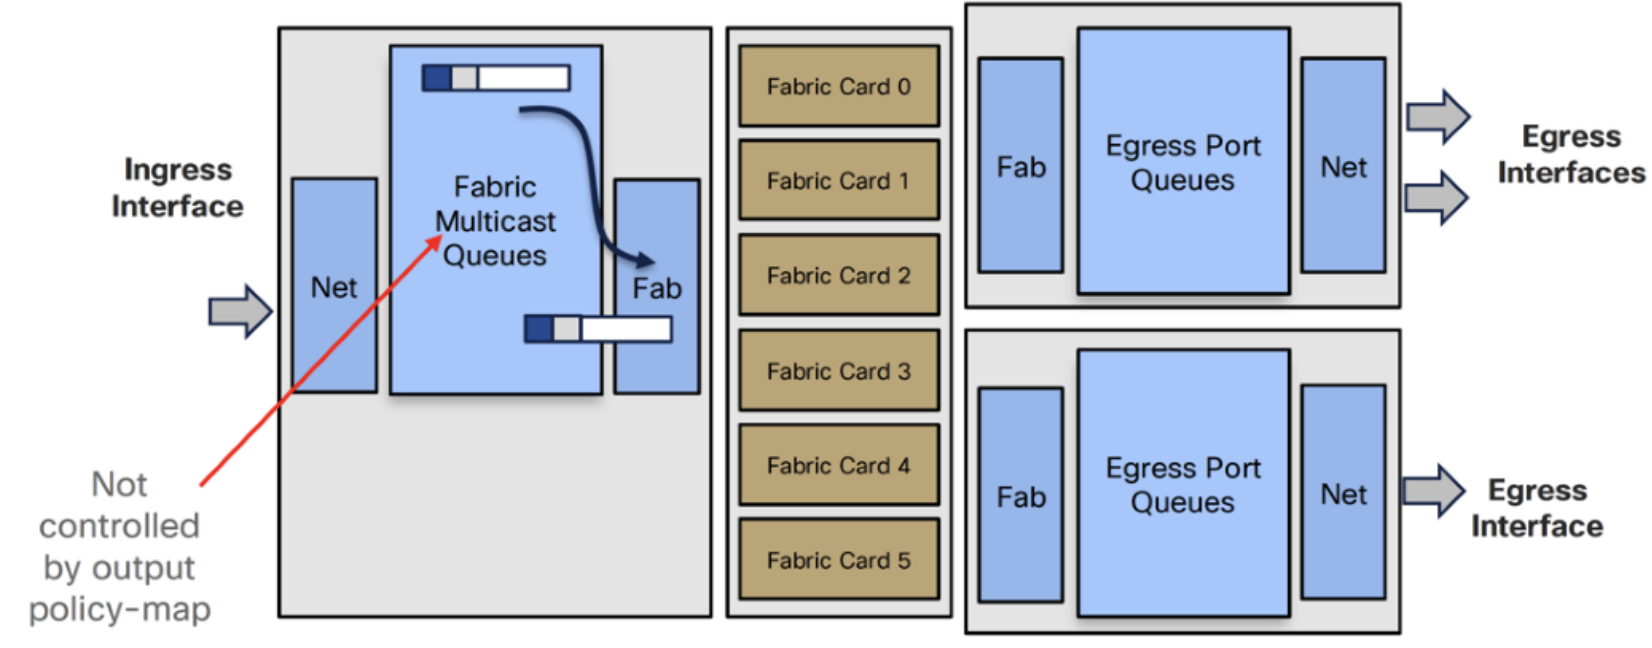 Ingress
Interface
Net
Fabric
Multicast
Queues
Fab
Not
controlled
by output
policy-map
Fabric Card 0
Fabric Card 1
Fabric Card 2
Fabric Card 3
Fabric Card 4
Fabric Card 5
Fab
Egress Port
Queues
Net
Egress
Interfaces
Fab
Egress Port
Queues
Net
Egress
Interface